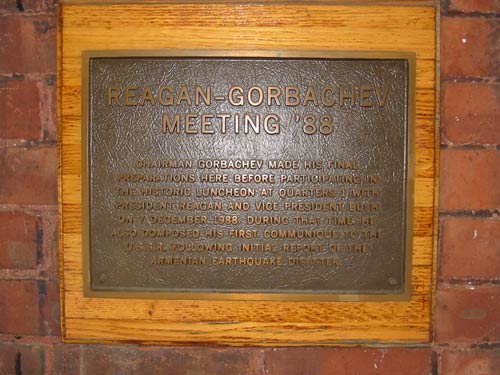 REAGAN-GORBACHEV
MEETING '88
CHAIRMAN GORBACHEV MADE HIS FINAL
PREPARATIONS HERE BEFORE PARTICIPATING IN
THE HISTORIC LUNCHEON AT QUARTERS 1 WITH
PRESIDENT REAGAN AND VICE PRESIDENT BUSH
ON 7 DECEMBER 1988. DURING THAT TIME HE
ALSO COMPOSED HIS FIRST COMMUNIQUE TO THE
U.S.S.R. FOLLOWING INITIAL REPORT OF THE
ARMENIAN EARTHQUAKE DISASTER